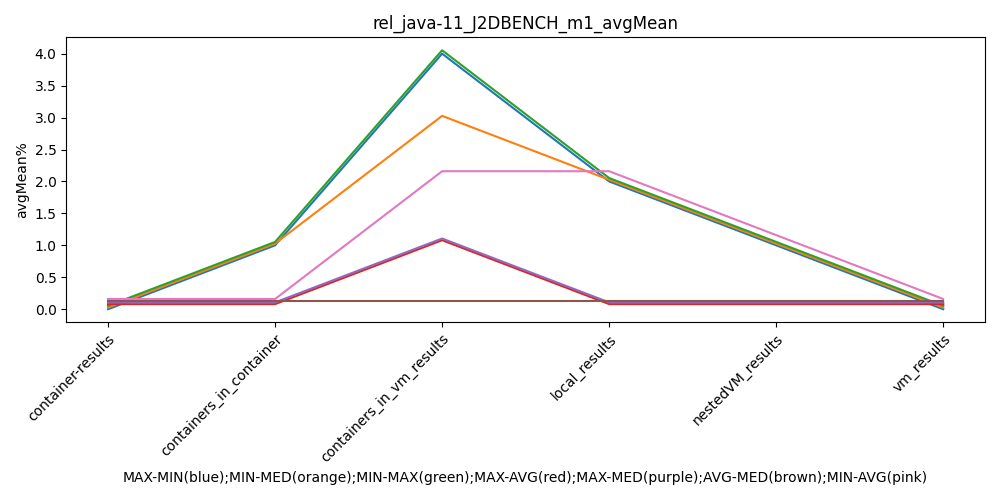 rel_java-11_J2DBENCH_m1_avgMean
avgMean%
4.0
3.5
3.0
2.5
2.0
1.5
1.0
0.5
0.0
container-results
containers_in_container
containers_in_vm_results
local_results
nestedVM_results
vm_results
MAX-MIN(blue);MIN-MED(orange);MIN-MAX(green);MAX-AVG(red);MAX-MED(purple);AVG-MED(brown);MIN-AVG(pink)